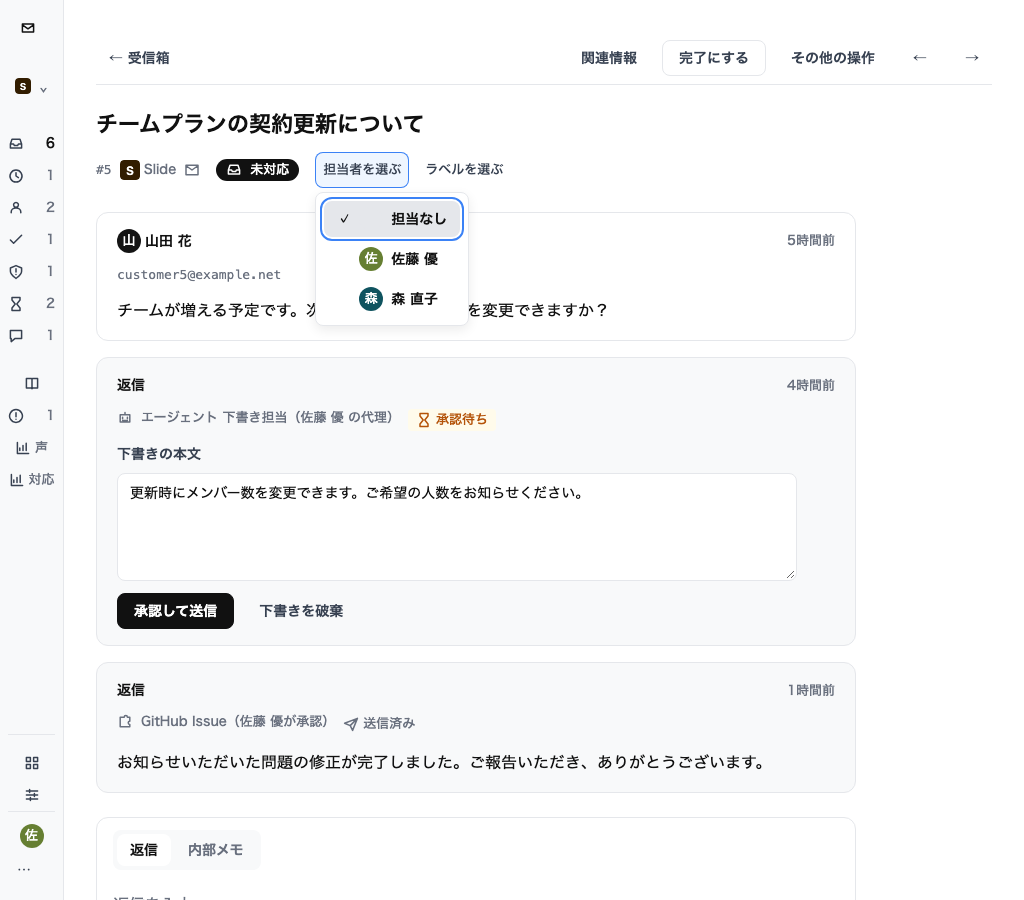 ← 受信箱
関連情報
完了にする
その他の操作
←
→
S
チームプランの契約更新について
#5
S
Slide
未対応
担当者を選ぶ
ラベルを選ぶ
6
1
2
1
1
2
1
1
声
対応
佐
…
✓ 担当なし
佐 佐藤 優
森 森 直子
山 山田 花
5時間前
customer5@example.net
チームが増える予定です。
を変更できますか？
返信
4時間前
エージェント 下書き担当（佐藤 優 の代理）
承認待ち
下書きの本文
更新時にメンバー数を変更できます。ご希望の人数をお知らせください。
承認して送信
下書きを破棄
返信
1時間前
GitHub Issue（佐藤 優が承認）
送信済み
お知らせいただいた問題の修正が完了しました。ご報告いただき、ありがとうございます。
返信
内部メモ